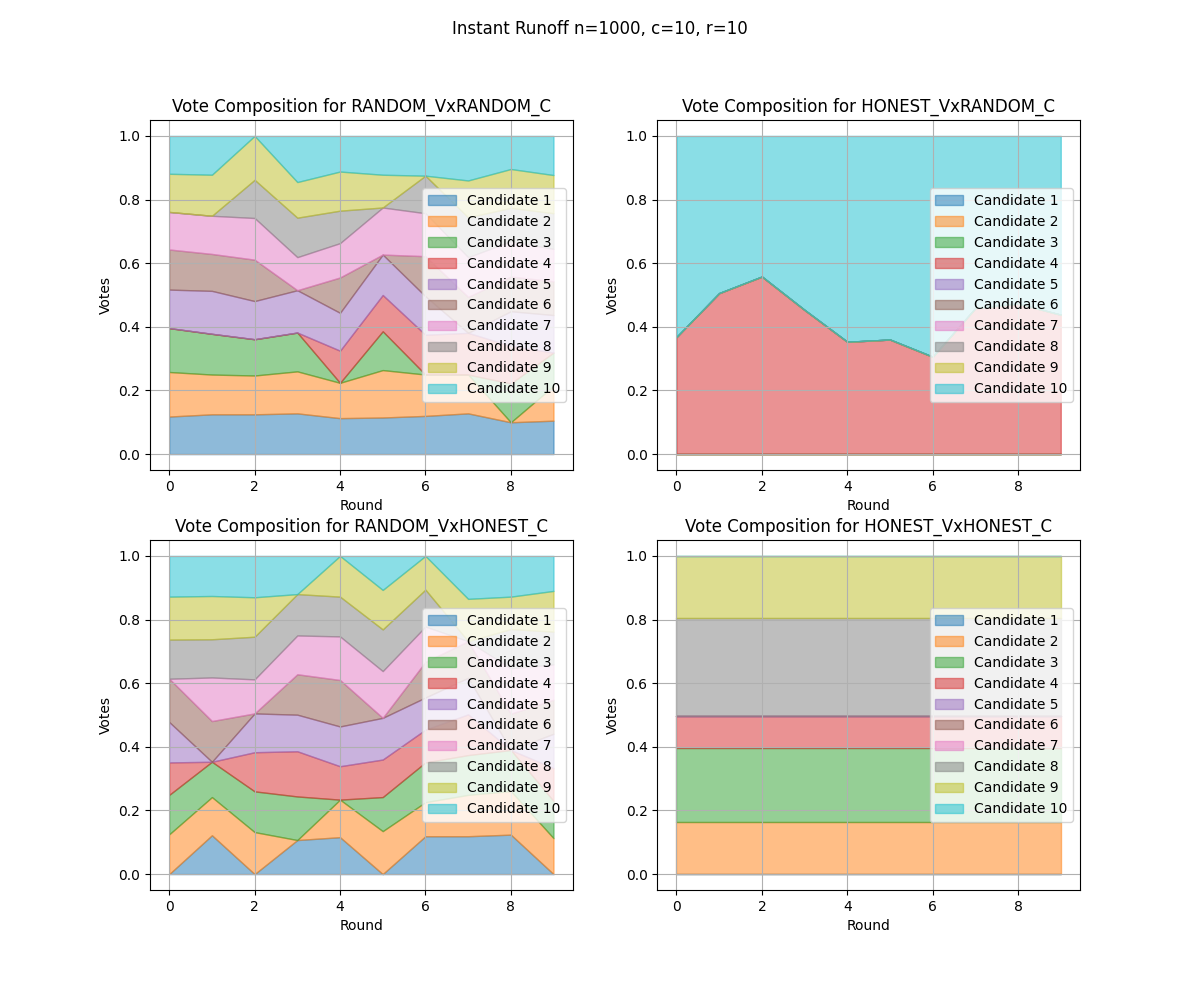 Instant Runoff n=1000, c=10, r=10
Vote Composition for RANDOM_VxRANDOM_C
1.0
0.8
0.6
0.4
0.2
0.0
Votes
0 2 4 6 8
Round
Candidate 1
Candidate 2
Candidate 3
Candidate 4
Candidate 5
Candidate 6
Candidate 7
Candidate 8
Candidate 9
Candidate 10
Vote Composition for HONEST_VxRANDOM_C
1.0
0.8
0.6
0.4
0.2
0.0
Votes
0 2 4 6 8
Round
Candidate 1
Candidate 2
Candidate 3
Candidate 4
Candidate 5
Candidate 6
Candidate 7
Candidate 8
Candidate 9
Candidate 10
Vote Composition for RANDOM_VxHONEST_C
1.0
0.8
0.6
0.4
0.2
0.0
Votes
0 2 4 6 8
Round
Candidate 1
Candidate 2
Candidate 3
Candidate 4
Candidate 5
Candidate 6
Candidate 7
Candidate 8
Candidate 9
Candidate 10
Vote Composition for HONEST_VxHONEST_C
1.0
0.8
0.6
0.4
0.2
0.0
Votes
0 2 4 6 8
Round
Candidate 1
Candidate 2
Candidate 3
Candidate 4
Candidate 5
Candidate 6
Candidate 7
Candidate 8
Candidate 9
Candidate 10